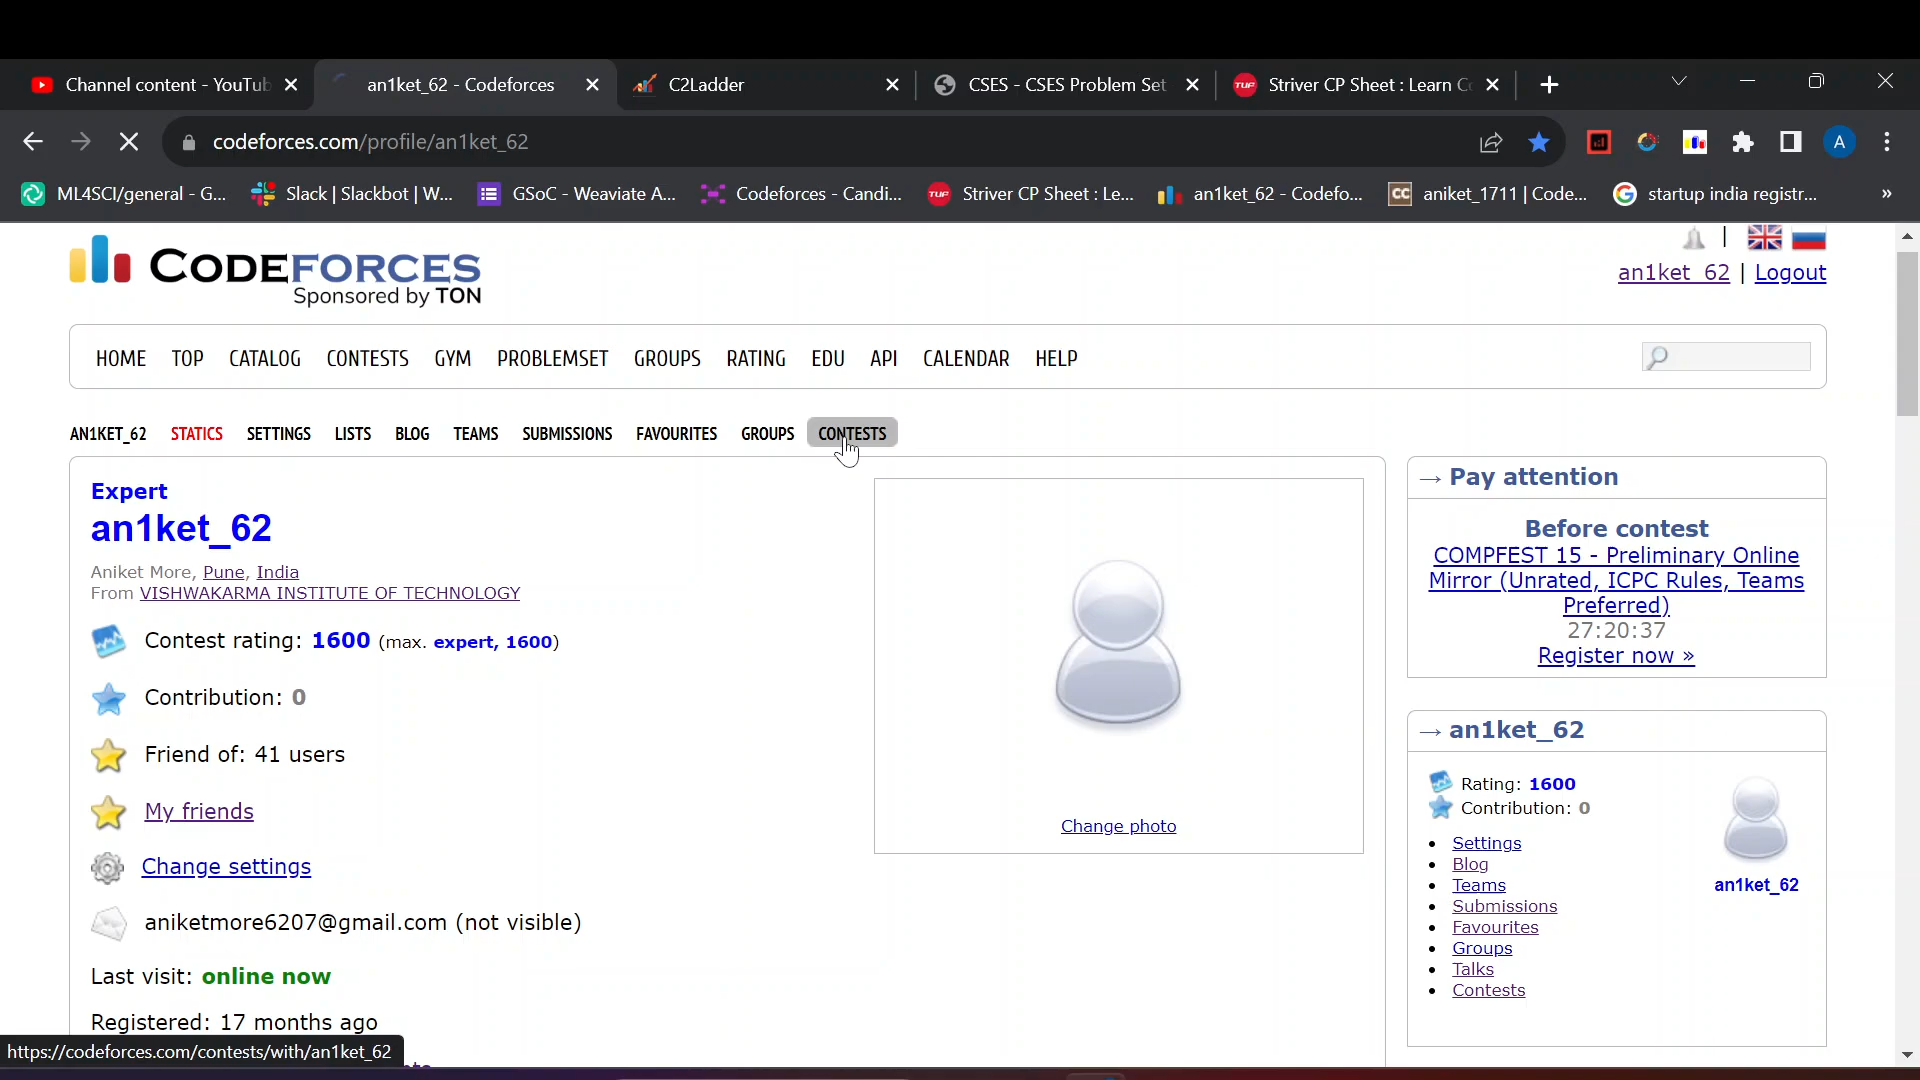 Channel content - YouTub
an1ket_62 - Codeforces
C2Ladder
CSES - CSES Problem Set
TUF
Striver CP Sheet : Learn C
codeforces.com/profile/an1ket_62
A
ML4SCI/general - G...
Slack | Slackbot | W...
GSoC - Weaviate A...
Codeforces - Candi...
TUF
Striver CP Sheet : Le...
an1ket_62 - Codefo...
CC
aniket_1711 | Code...
startup india registr...
»
CODEFORCES
Sponsored by TON
|
an1ket_62 | Logout
HOME TOP CATALOG CONTESTS GYM PROBLEMSET GROUPS RATING EDU API CALENDAR HELP
AN1KET_62 STATICS SETTINGS LISTS BLOG TEAMS SUBMISSIONS FAVOURITES GROUPS CONTESTS
Expert
an1ket_62
Aniket More, Pune, India
From VISHWAKARMA INSTITUTE OF TECHNOLOGY
Contest rating: 1600 (max. expert, 1600)
Contribution: 0
Friend of: 41 users
My friends
Change settings
aniketmore6207@gmail.com (not visible)
Last visit: online now
Registered: 17 months ago
Change photo
→ Pay attention
Before contest
COMPFEST 15 - Preliminary Online
Mirror (Unrated, ICPC Rules, Teams
Preferred)
27:20:37
Register now »
→ an1ket_62
Rating: 1600
Contribution: 0
• Settings
• Blog
• Teams
• Submissions
• Favourites
• Groups
• Talks
• Contests
an1ket_62
https://codeforces.com/contests/with/an1ket_62